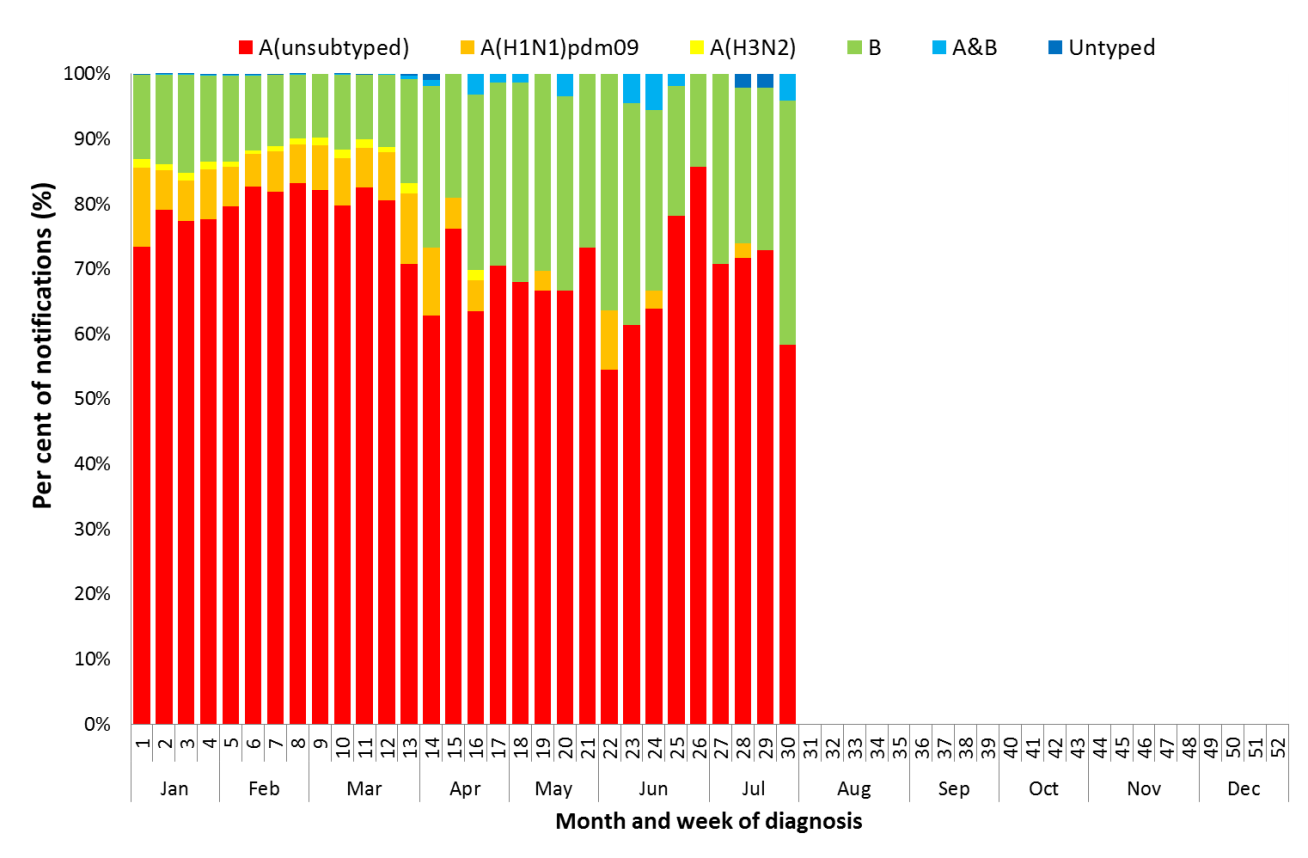 A(unsubtyped) A(H1N1)pdm09 A(H3N2) B A&B Untyped
Per cent of notifications (%)
100%
90%
80%
70%
60%
50%
40%
30%
20%
10%
0%
1 2 3 4 5 6 7 8 9 10 11 12 13 14 15 16 17 18 19 20 21 22 23 24 25 26 27 28 29 30 31 32 33 34 35 36 37 38 39 40 41 42 43 44 45 46 47 48 49 50 51 52
Jan Feb Mar Apr May Jun Jul Aug Sep Oct Nov Dec
Month and week of diagnosis